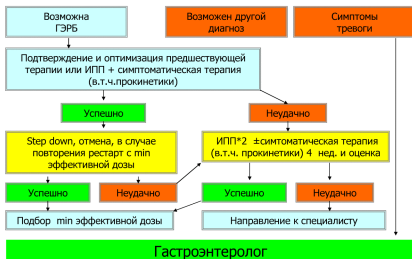 Возможна
ГЭРБ
Возможен другой
диагноз
Симптомы
тревоги
Подтверждение и оптимизация предшествующей
терапии или ИПП + симптоматическая терапия
(в.т.ч.прокинетики)
Успешно
Неудачно
Step down, отмена, в случае
повторения рестарт с min
эффективной дозы
ИПП*2 ±симптоматическая терапия
(в.т.ч. прокинетики) 4 нед. и оценка
Успешно
Неудачно
Успешно
Неудачно
Подбор min эффективной дозы
Направление к специалисту
Гастроэнтеролог